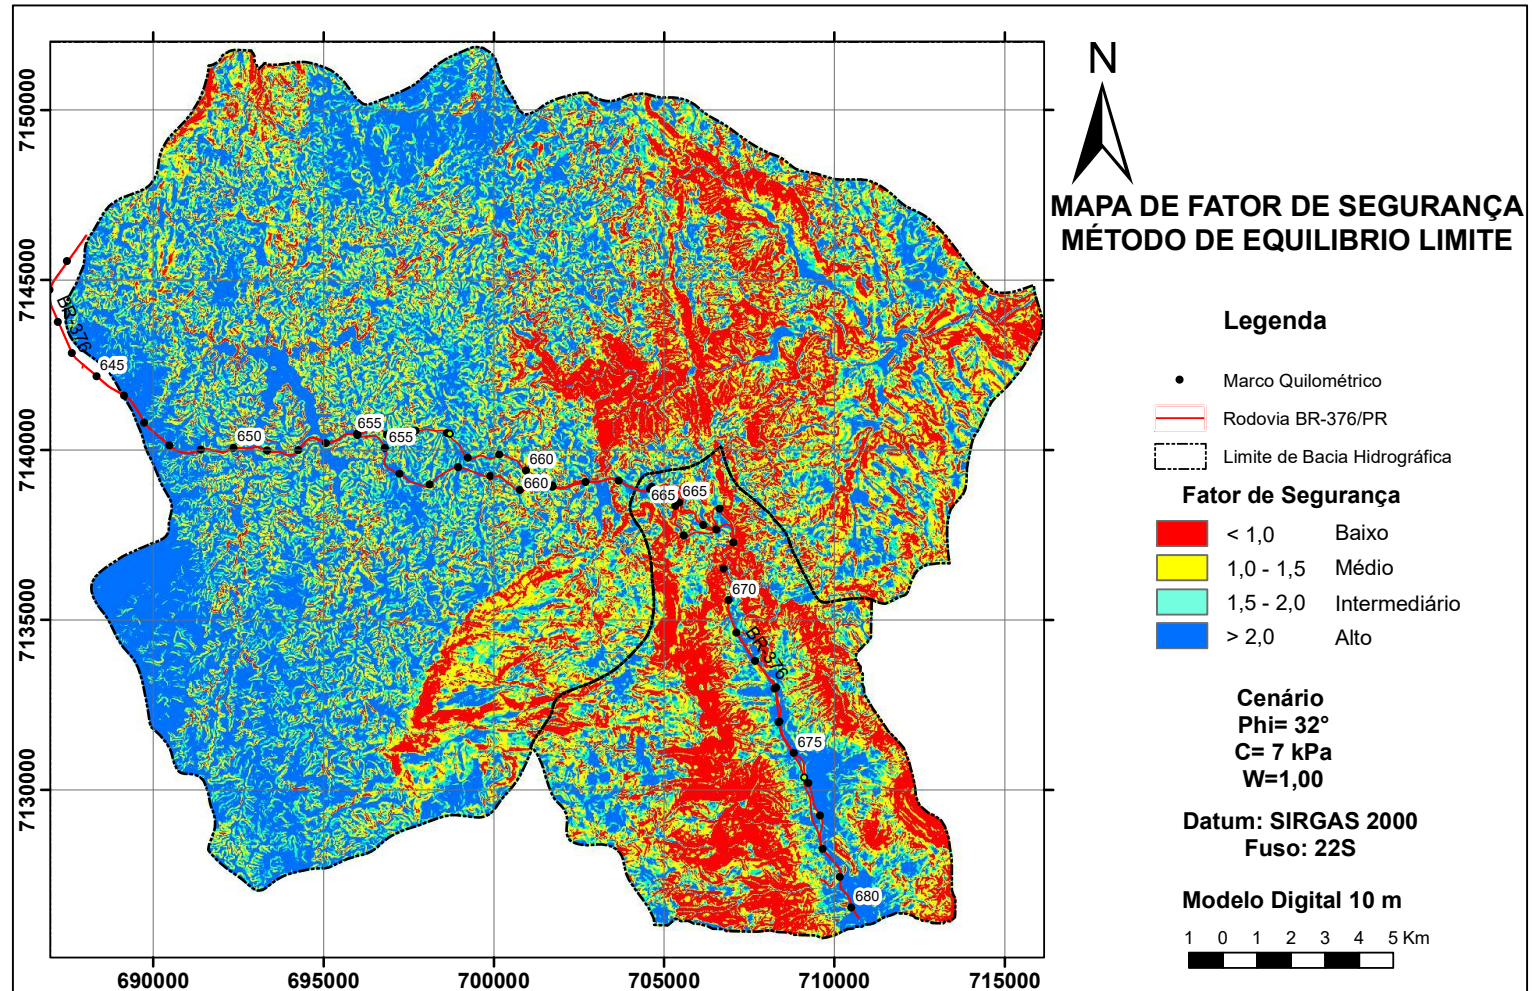 N
MAPA DE FATOR DE SEGURANÇA
MÉTODO DE EQUILIBRIO LIMITE
Legenda
Marco Quilométrico
Rodovia BR-376/PR
Limite de Bacia Hidrográfica
Fator de Segurança
< 1,0 Baixo
1,0 - 1,5 Médio
1,5 - 2,0 Intermediário
> 2,0 Alto
Cenário
Phi= 32°
C= 7 kPa
W=1,00
Datum: SIRGAS 2000
Fuso: 22S
Modelo Digital 10 m
1 0 1 2 3 4 5 Km
7150000
7145000
7140000
7135000
7130000
690000 695000 700000 705000 710000 715000
BR-376
645
650
655
655
660
660
665
665
670
BR-376
675
680